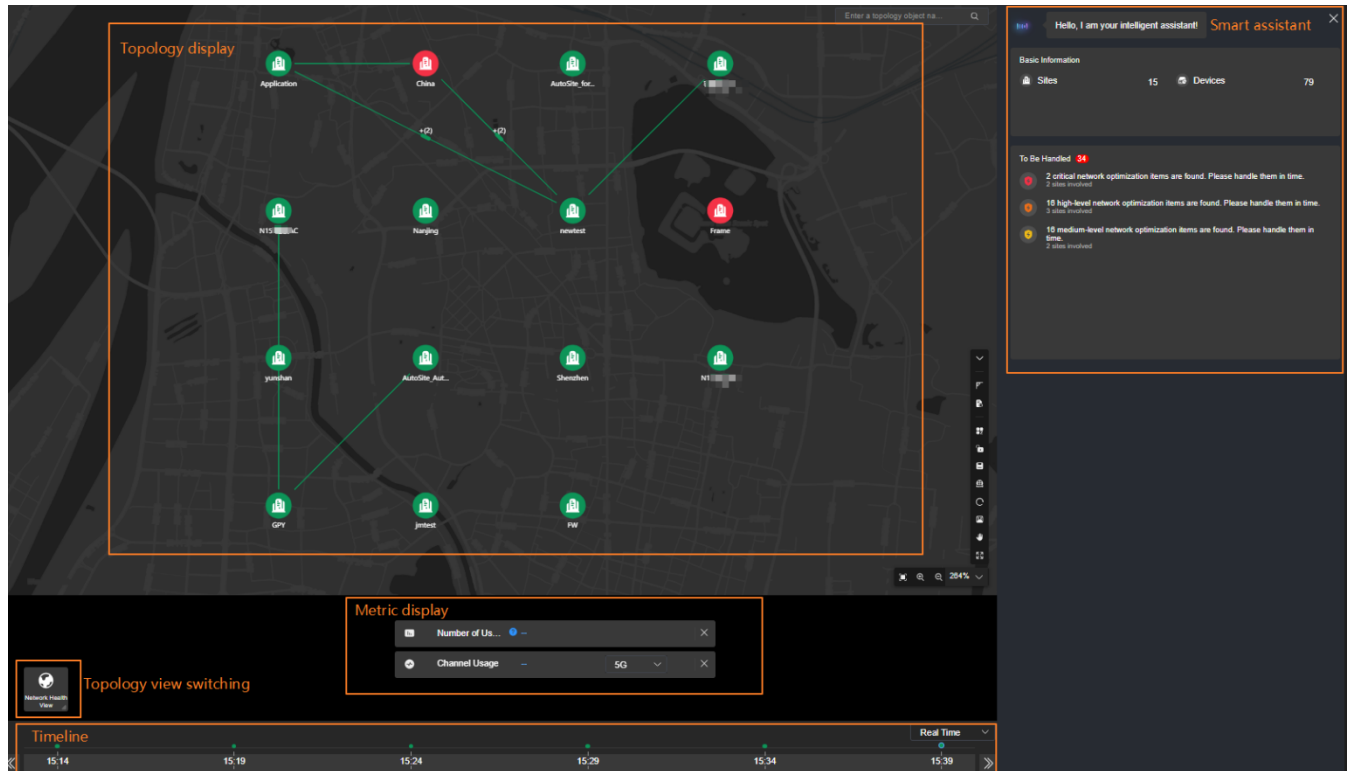 Enter a topology object na...
Topology display
Application
China
AutoSite_for...
+(2)
+(2)
N15
Nanjing
newtest
Frame
yunshan
AutoSite_Aut...
Shenzhen
N1
GPY
jmtest
FW
284%
Metric display
Number of Us... ? --
Channel Usage -- 5G
Network Health
View
Topology view switching
Timeline
Real Time
15:14 15:19 15:24 15:29 15:34 15:39
Hello, I am your intelligent assistant!
Smart assistant
Basic Information
Sites 15 Devices 79
To Be Handled 34
2 critical network optimization items are found. Please handle them in time.
2 sites involved
16 high-level network optimization items are found. Please handle them in time.
3 sites involved
16 medium-level network optimization items are found. Please handle them in
time.
2 sites involved